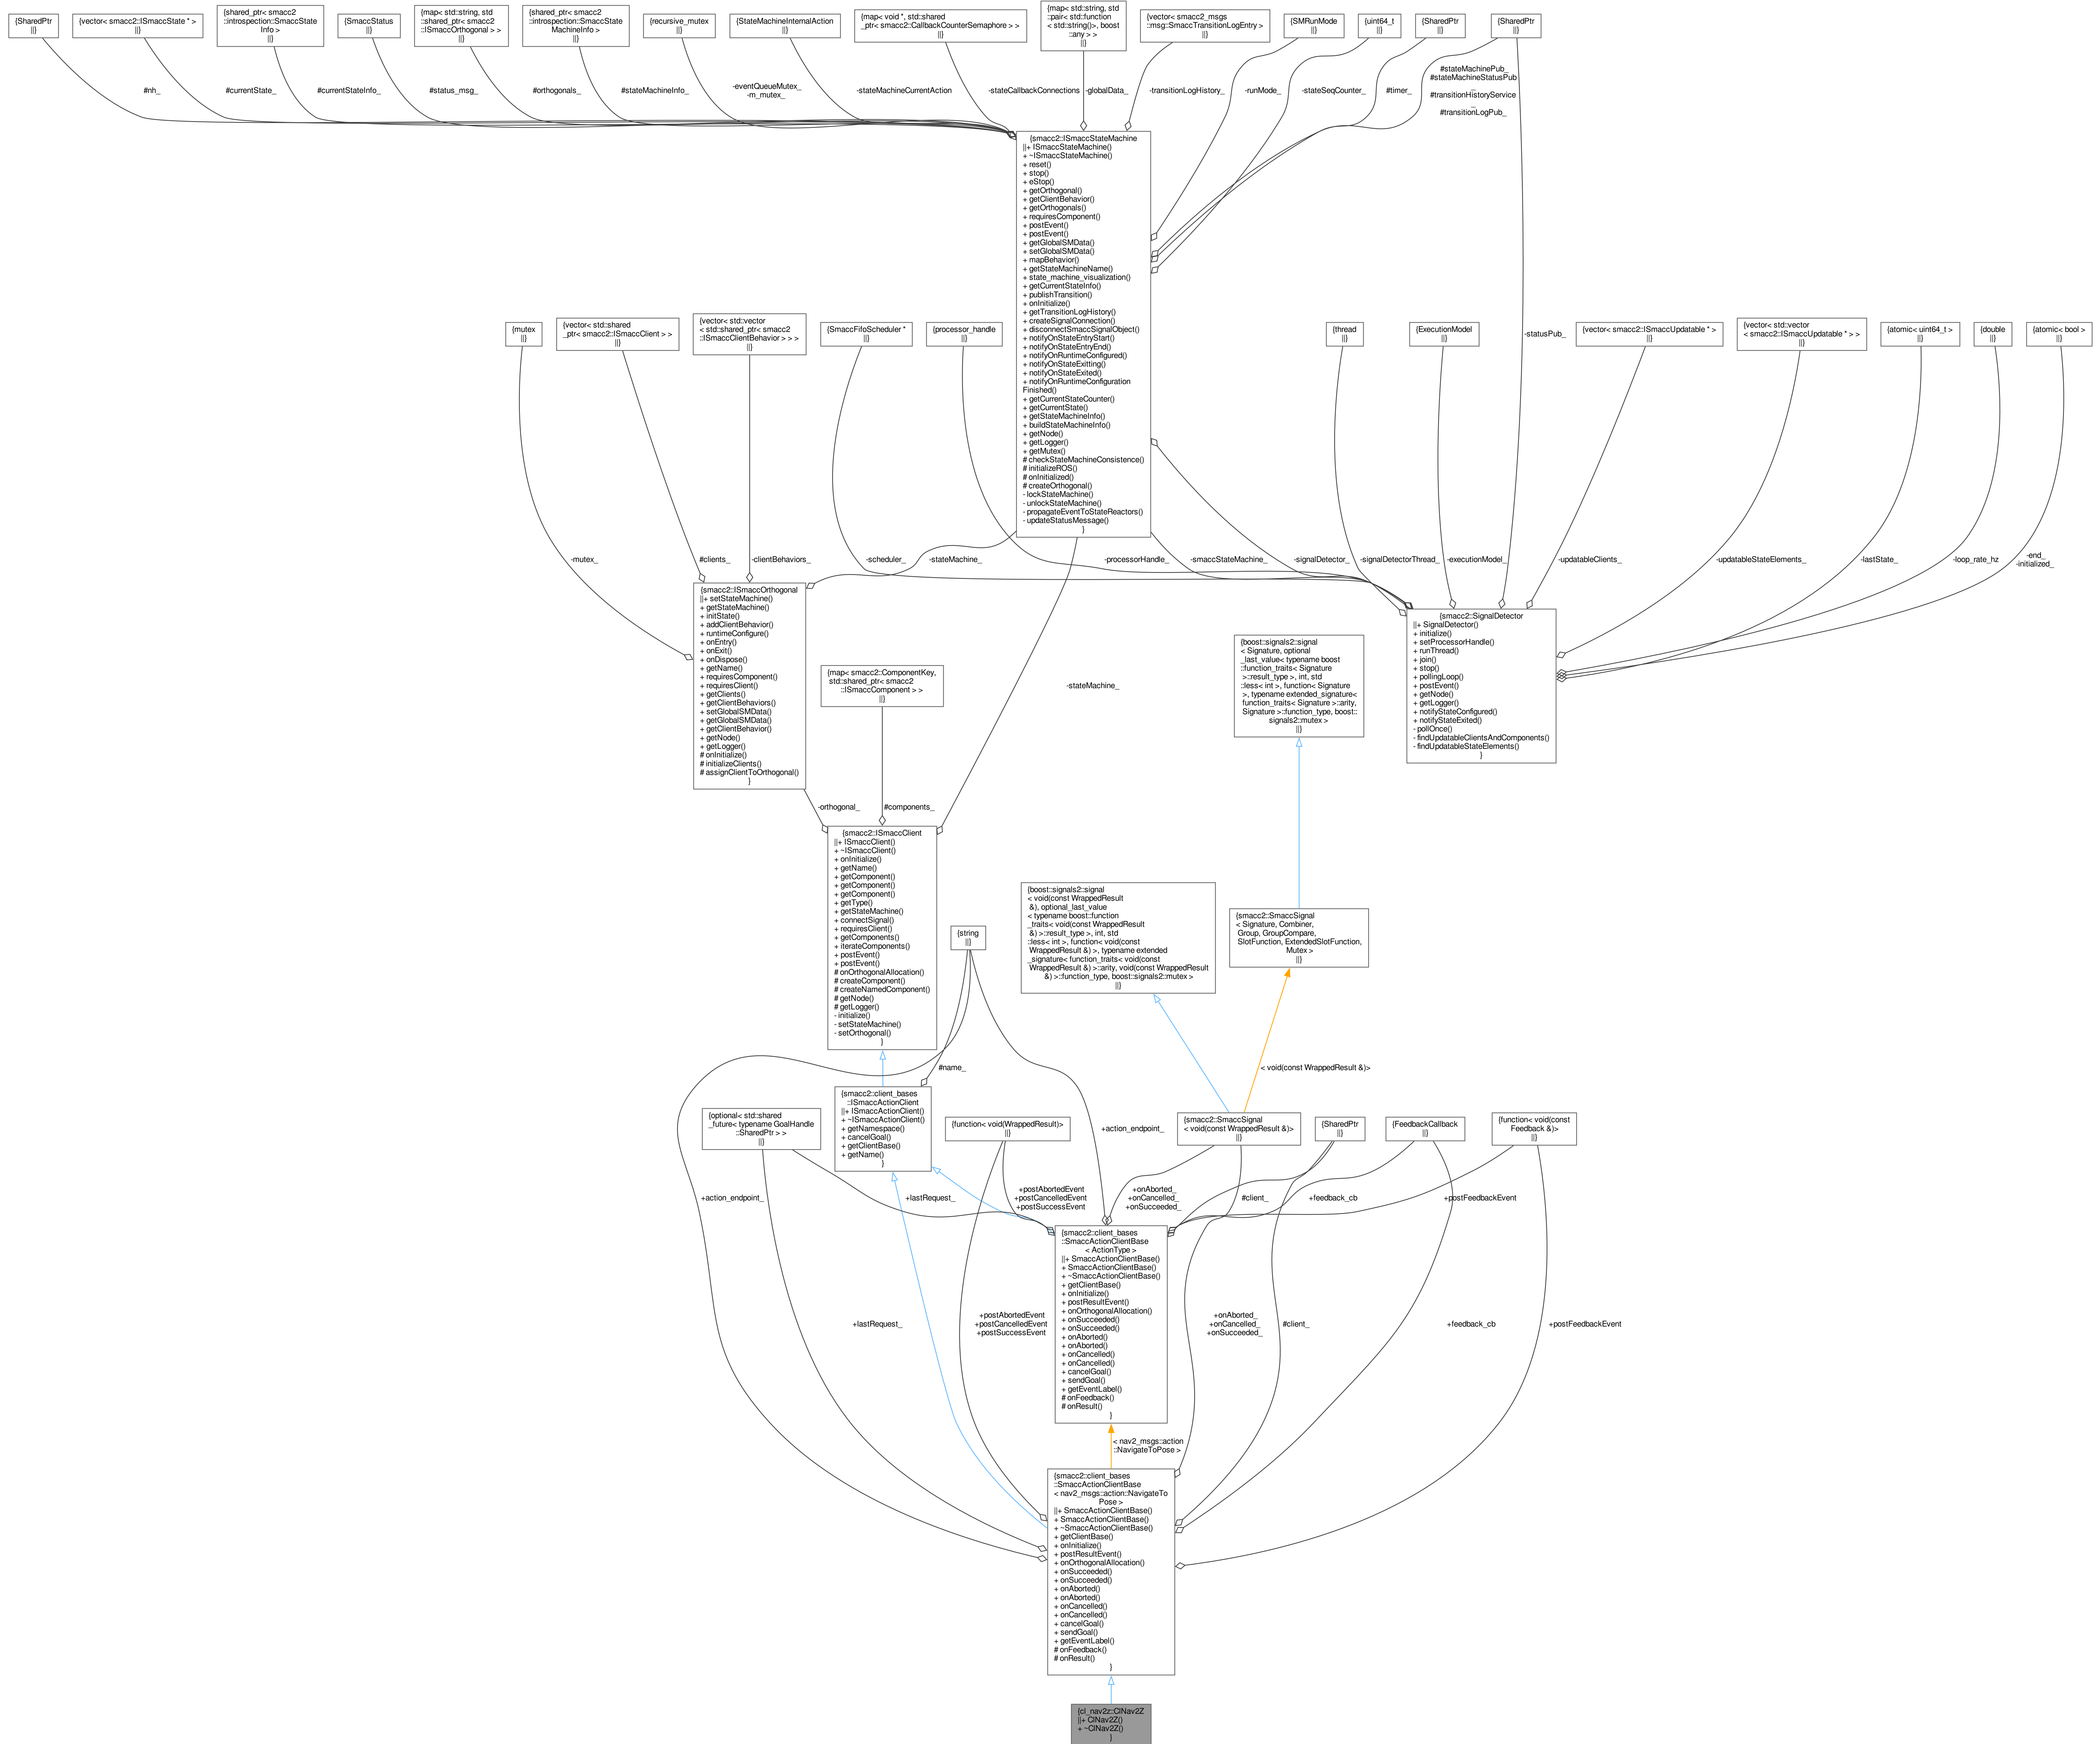 {SharedPtr
||}
{vector< smacc2::ISmaccState * >
||}
{shared_ptr< smacc2
::introspection::SmaccState
Info >
||}
{SmaccStatus
||}
{map< std::string, std
::shared_ptr< smacc2
::ISmaccOrthogonal > >
||}
{shared_ptr< smacc2
::introspection::SmaccState
MachineInfo >
||}
{recursive_mutex
||}
{StateMachineInternalAction
||}
{map< void *, std::shared
_ptr< smacc2::CallbackCounterSemaphore > >
||}
{map< std::string, std
::pair< std::function
< std::string()>, boost
::any > >
||}
{vector< smacc2_msgs
::msg::SmaccTransitionLogEntry >
||}
{SMRunMode
||}
{uint64_t
||}
{SharedPtr
||}
{SharedPtr
||}
#nh_
#currentState_
#currentStateInfo_
#status_msg_
#orthogonals_
#stateMachineInfo_
-eventQueueMutex_
-m_mutex_
-stateMachineCurrentAction
-stateCallbackConnections
-globalData_
-transitionLogHistory_
-runMode_
-stateSeqCounter_
#timer_
#stateMachinePub_
#stateMachineStatusPub
_
#transitionHistoryService
_
#transitionLogPub_
{smacc2::ISmaccStateMachine
||+ ISmaccStateMachine()
+ ~ISmaccStateMachine()
+ reset()
+ stop()
+ eStop()
+ getOrthogonal()
+ getClientBehavior()
+ getOrthogonals()
+ requiresComponent()
+ postEvent()
+ postEvent()
+ getGlobalSMData()
+ setGlobalSMData()
+ mapBehavior()
+ getStateMachineName()
+ state_machine_visualization()
+ getCurrentStateInfo()
+ publishTransition()
+ onInitialize()
+ getTransitionLogHistory()
+ createSignalConnection()
+ disconnectSmaccSignalObject()
+ notifyOnStateEntryStart()
+ notifyOnStateEntryEnd()
+ notifyOnRuntimeConfigured()
+ notifyOnStateExitting()
+ notifyOnStateExited()
+ notifyOnRuntimeConfiguration
Finished()
+ getCurrentStateCounter()
+ getCurrentState()
+ getStateMachineInfo()
+ buildStateMachineInfo()
+ getNode()
+ getLogger()
+ getMutex()
# checkStateMachineConsistence()
# initializeROS()
# onInitialized()
# createOrthogonal()
- lockStateMachine()
- unlockStateMachine()
- propagateEventToStateReactors()
- updateStatusMessage()
}
{mutex
||}
{vector< std::shared
_ptr< smacc2::ISmaccClient > >
||}
{vector< std::vector
< std::shared_ptr< smacc2
::ISmaccClientBehavior > > >
||}
{SmaccFifoScheduler *
||}
{processor_handle
||}
{thread
||}
{ExecutionModel
||}
-statusPub_
{vector< smacc2::ISmaccUpdatable * >
||}
{vector< std::vector
< smacc2::ISmaccUpdatable * > >
||}
{atomic< uint64_t >
||}
{double
||}
{atomic< bool >
||}
-mutex_
#clients_
-clientBehaviors_
-scheduler_
-stateMachine_
-processorHandle_
-smaccStateMachine_
-signalDetector_
-signalDetectorThread_
-executionModel_
-updatableClients_
-updatableStateElements_
-lastState_
-loop_rate_hz
-end_
-initialized_
{smacc2::ISmaccOrthogonal
||+ setStateMachine()
+ getStateMachine()
+ initState()
+ addClientBehavior()
+ runtimeConfigure()
+ onEntry()
+ onExit()
+ onDispose()
+ getName()
+ requiresComponent()
+ requiresClient()
+ getClients()
+ getClientBehaviors()
+ setGlobalSMData()
+ getGlobalSMData()
+ getClientBehavior()
+ getNode()
+ getLogger()
# onInitialize()
# initializeClients()
# assignClientToOrthogonal()
}
{smacc2::SignalDetector
||+ SignalDetector()
+ initialize()
+ setProcessorHandle()
+ runThread()
+ join()
+ stop()
+ pollingLoop()
+ postEvent()
+ getNode()
+ getLogger()
+ notifyStateConfigured()
+ notifyStateExited()
- pollOnce()
- findUpdatableClientsAndComponents()
- findUpdatableStateElements()
}
{map< smacc2::ComponentKey,
std::shared_ptr< smacc2
::ISmaccComponent > >
||}
-stateMachine_
{boost::signals2::signal
< Signature, optional
_last_value< typename boost
::function_traits< Signature
>::result_type >, int, std
::less< int >, function< Signature
>, typename extended_signature<
function_traits< Signature >::arity,
Signature >::function_type, boost::
signals2::mutex >
||}
-orthogonal_
#components_
{smacc2::ISmaccClient
||+ ISmaccClient()
+ ~ISmaccClient()
+ onInitialize()
+ getName()
+ getComponent()
+ getComponent()
+ getComponent()
+ getType()
+ getStateMachine()
+ connectSignal()
+ requiresClient()
+ getComponents()
+ iterateComponents()
+ postEvent()
+ postEvent()
# onOrthogonalAllocation()
# createComponent()
# createNamedComponent()
# getNode()
# getLogger()
- initialize()
- setStateMachine()
- setOrthogonal()
}
{string
||}
{boost::signals2::signal
< void(const WrappedResult
&), optional_last_value
< typename boost::function
_traits< void(const WrappedResult
&) >::result_type >, int, std
::less< int >, function< void(const
WrappedResult &) >, typename extended
_signature< function_traits< void(const
WrappedResult &) >::arity, void(const WrappedResult
&) >::function_type, boost::signals2::mutex >
||}
{smacc2::SmaccSignal
< Signature, Combiner,
Group, GroupCompare,
SlotFunction, ExtendedSlotFunction,
Mutex >
||}
#name_
< void(const WrappedResult &)>
{optional< std::shared
_future< typename GoalHandle
::SharedPtr > >
||}
{smacc2::client_bases
::ISmaccActionClient
||+ ISmaccActionClient()
+ ~ISmaccActionClient()
+ getNamespace()
+ cancelGoal()
+ getClientBase()
+ getName()
}
{function< void(WrappedResult)>
||}
+action_endpoint_
{smacc2::SmaccSignal
< void(const WrappedResult &)>
||}
{SharedPtr
||}
{FeedbackCallback
||}
{function< void(const
Feedback &)>
||}
+action_endpoint_
+lastRequest_
+postAbortedEvent
+postCancelledEvent
+postSuccessEvent
+onAborted_
+onCancelled_
+onSucceeded_
#client_
+feedback_cb
+postFeedbackEvent
{smacc2::client_bases
::SmaccActionClientBase
< ActionType >
||+ SmaccActionClientBase()
+ SmaccActionClientBase()
+ ~SmaccActionClientBase()
+ getClientBase()
+ onInitialize()
+ postResultEvent()
+ onOrthogonalAllocation()
+ onSucceeded()
+ onSucceeded()
+ onAborted()
+ onAborted()
+ onCancelled()
+ onCancelled()
+ cancelGoal()
+ sendGoal()
+ getEventLabel()
# onFeedback()
# onResult()
}
+lastRequest_
+postAbortedEvent
+postCancelledEvent
+postSuccessEvent
+onAborted_
+onCancelled_
+onSucceeded_
#client_
+feedback_cb
+postFeedbackEvent
< nav2_msgs::action
::NavigateToPose >
{smacc2::client_bases
::SmaccActionClientBase
< nav2_msgs::action::NavigateTo
Pose >
||+ SmaccActionClientBase()
+ SmaccActionClientBase()
+ ~SmaccActionClientBase()
+ getClientBase()
+ onInitialize()
+ postResultEvent()
+ onOrthogonalAllocation()
+ onSucceeded()
+ onSucceeded()
+ onAborted()
+ onAborted()
+ onCancelled()
+ onCancelled()
+ cancelGoal()
+ sendGoal()
+ getEventLabel()
# onFeedback()
# onResult()
}
{cl_nav2z::ClNav2Z
||+ ClNav2Z()
+ ~ClNav2Z()
}